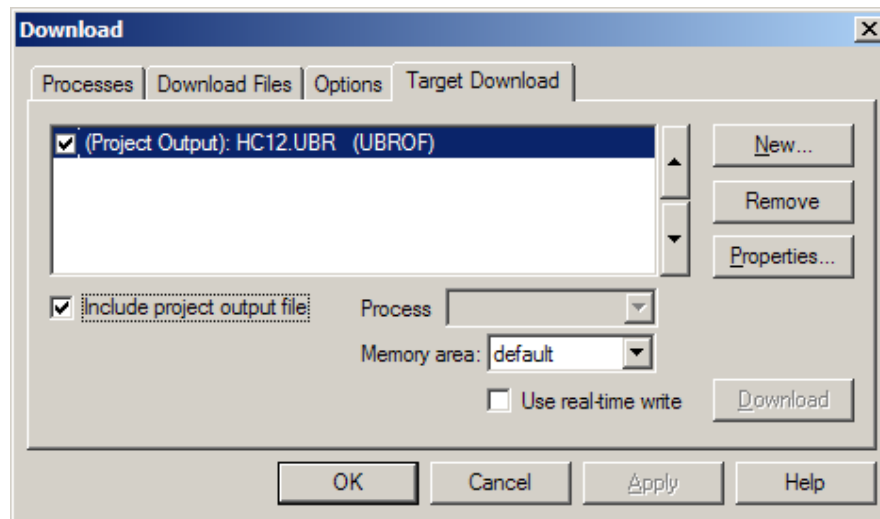 Download
Processes
Download Files
Options
Target Download
(Project Output): HC12.UBR (UBROF)
New...
Remove
Properties...
Include project output file
Process
Memory area: default
Use real-time write
Download
OK
Cancel
Apply
Help